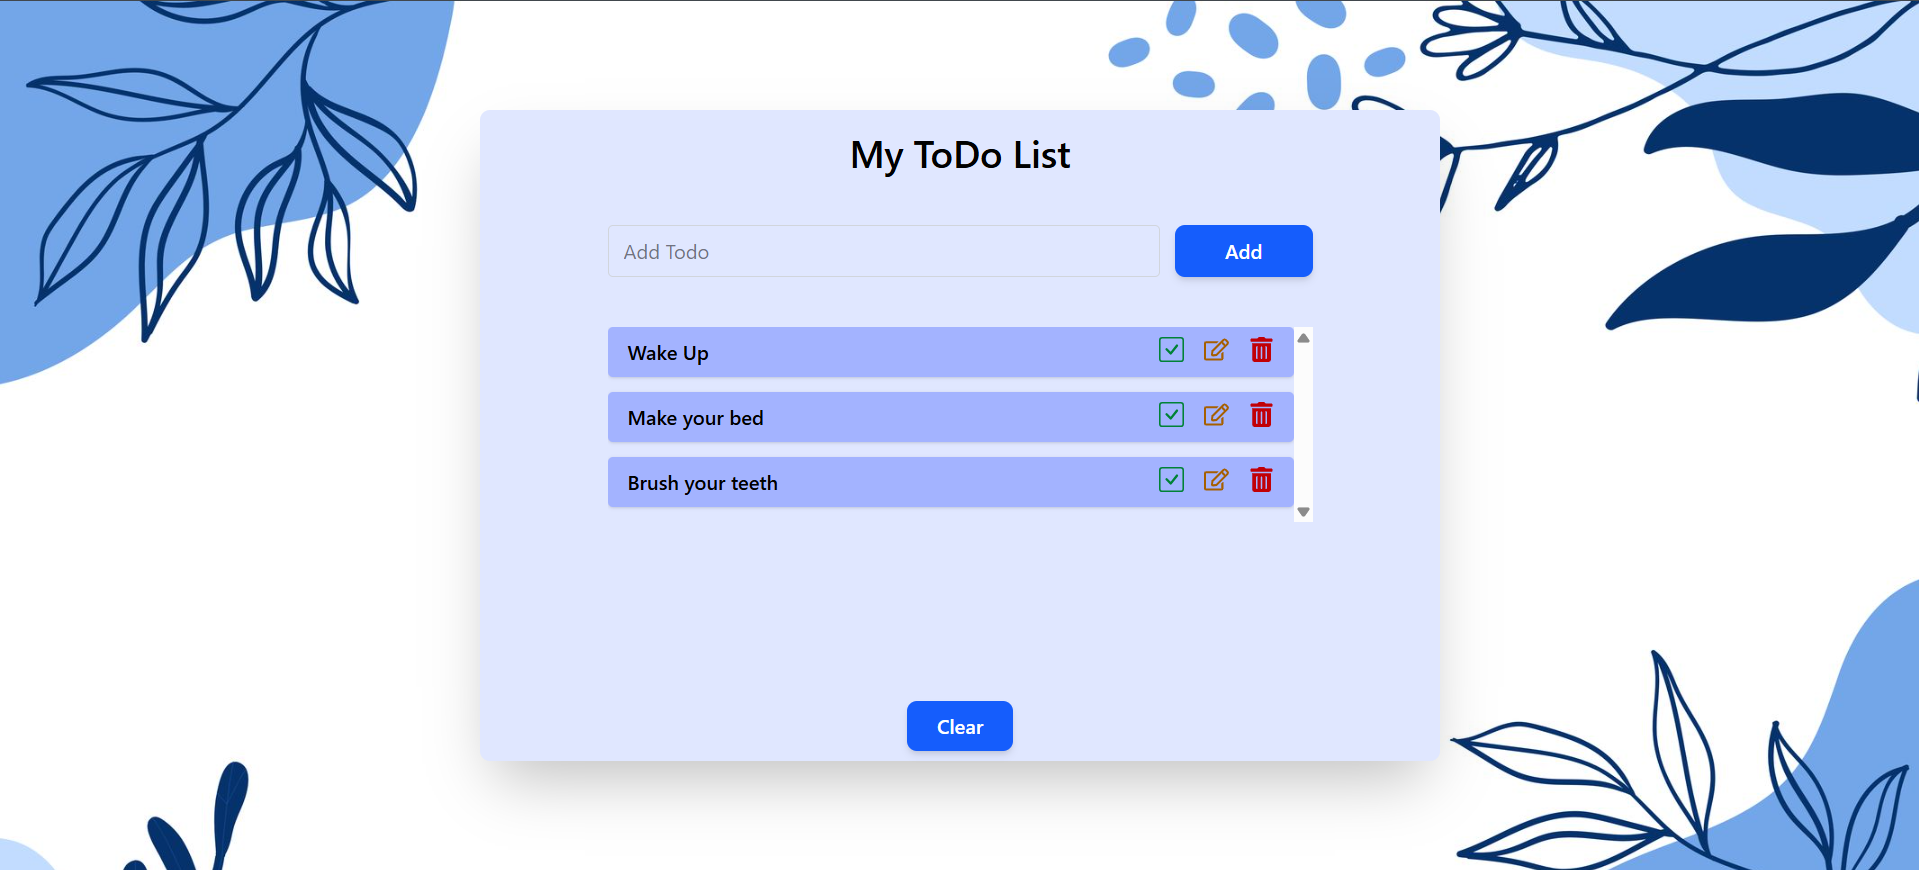 My ToDo List
Add Todo
Add
Wake Up
Make your bed
Brush your teeth
Clear